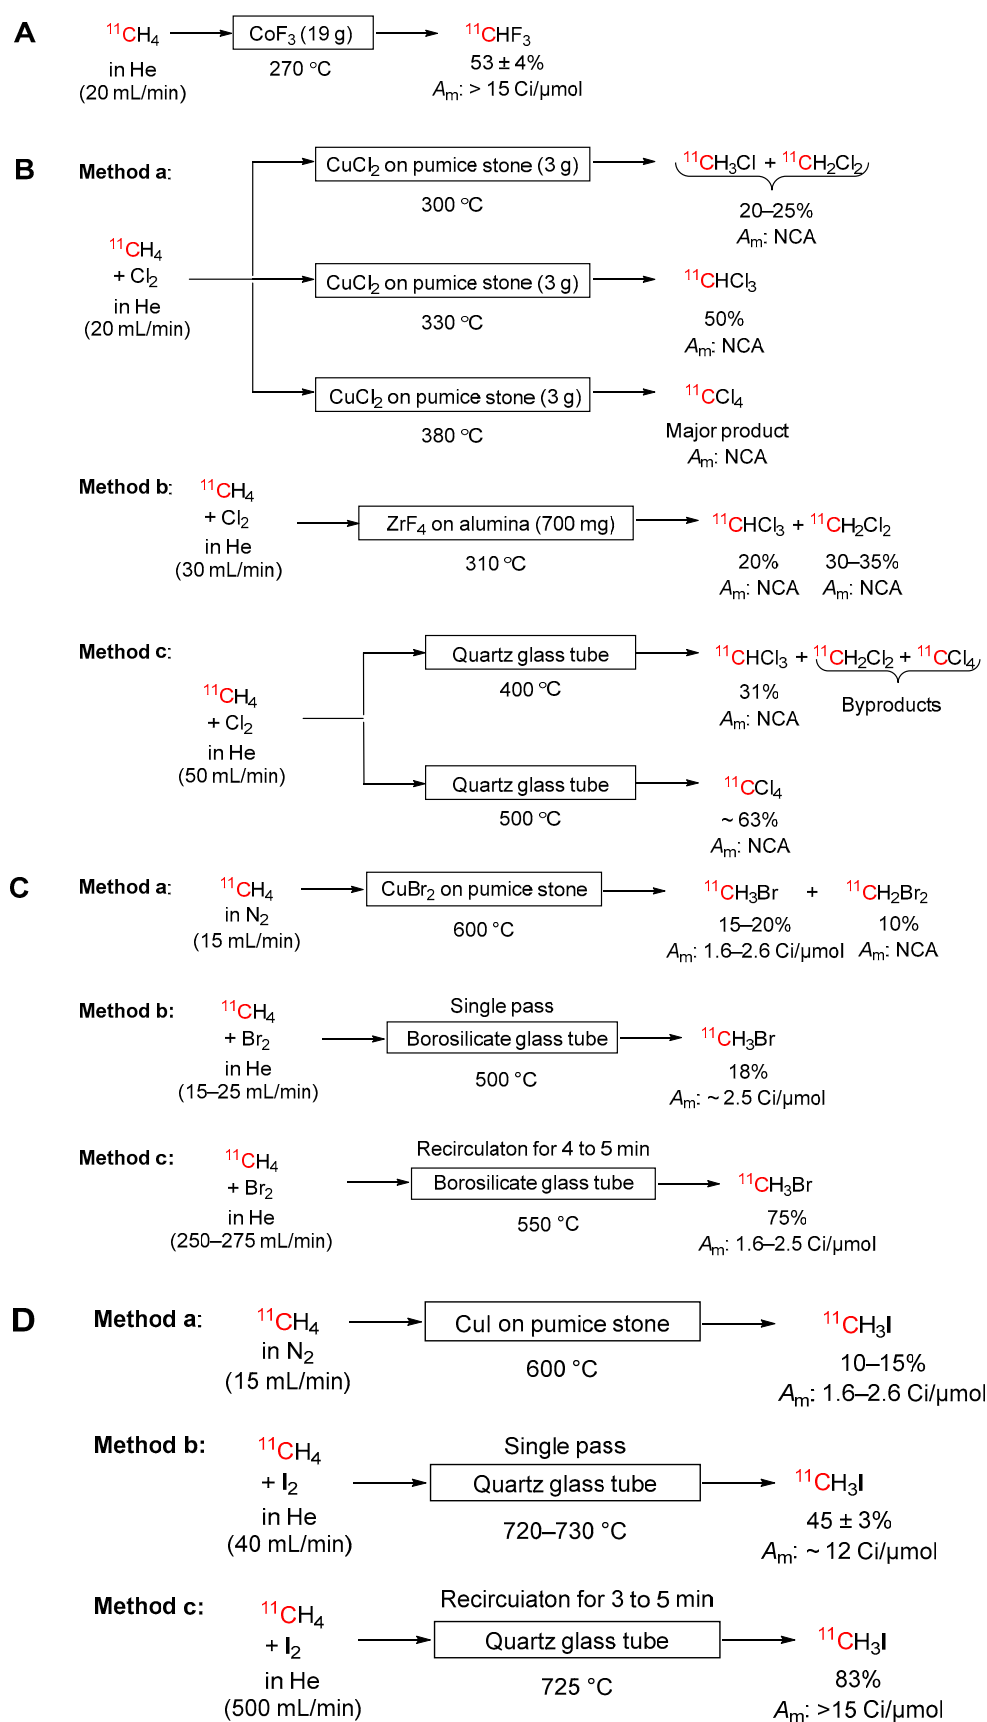 A
¹¹CH₄
CoF₃ (19 g)
¹¹CHF₃
in He
(20 mL/min)
270 °C
53 ± 4%
Aₘ: > 15 Ci/µmol
B
Method a:
CuCl₂ on pumice stone (3 g)
300 °C
¹¹CH₃Cl + ¹¹CH₂Cl₂
20–25%
Aₘ: NCA
¹¹CH₄
+ Cl₂
in He
(20 mL/min)
CuCl₂ on pumice stone (3 g)
330 °C
¹¹CHCl₃
50%
Aₘ: NCA
CuCl₂ on pumice stone (3 g)
380 °C
¹¹CCl₄
Major product
Aₘ: NCA
Method b:
¹¹CH₄
+ Cl₂
in He
(30 mL/min)
ZrF₄ on alumina (700 mg)
310 °C
¹¹CHCl₃ + ¹¹CH₂Cl₂
20% 30–35%
Aₘ: NCA Aₘ: NCA
Method c:
¹¹CH₄
+ Cl₂
in He
(50 mL/min)
Quartz glass tube
400 °C
¹¹CHCl₃ + ¹¹CH₂Cl₂ + ¹¹CCl₄
31%
Aₘ: NCA
Byproducts
Quartz glass tube
500 °C
¹¹CCl₄
~ 63%
Aₘ: NCA
C
Method a:
¹¹CH₄
in N₂
(15 mL/min)
CuBr₂ on pumice stone
600 °C
¹¹CH₃Br + ¹¹CH₂Br₂
15–20% 10%
Aₘ: 1.6–2.6 Ci/µmol Aₘ: NCA
Method b:
¹¹CH₄
+ Br₂
in He
(15–25 mL/min)
Single pass
Borosilicate glass tube
500 °C
¹¹CH₃Br
18%
Aₘ: ~ 2.5 Ci/µmol
Method c:
¹¹CH₄
+ Br₂
in He
(250–275 mL/min)
Recirculaton for 4 to 5 min
Borosilicate glass tube
550 °C
¹¹CH₃Br
75%
Aₘ: 1.6–2.5 Ci/µmol
D
Method a:
¹¹CH₄
in N₂
(15 mL/min)
CuI on pumice stone
600 °C
¹¹CH₃I
10–15%
Aₘ: 1.6–2.6 Ci/µmol
Method b:
¹¹CH₄
+ I₂
in He
(40 mL/min)
Single pass
Quartz glass tube
720–730 °C
¹¹CH₃I
45 ± 3%
Aₘ: ~ 12 Ci/µmol
Method c:
¹¹CH₄
+ I₂
in He
(500 mL/min)
Recircuiaton for 3 to 5 min
Quartz glass tube
725 °C
¹¹CH₃I
83%
Aₘ: >15 Ci/µmol